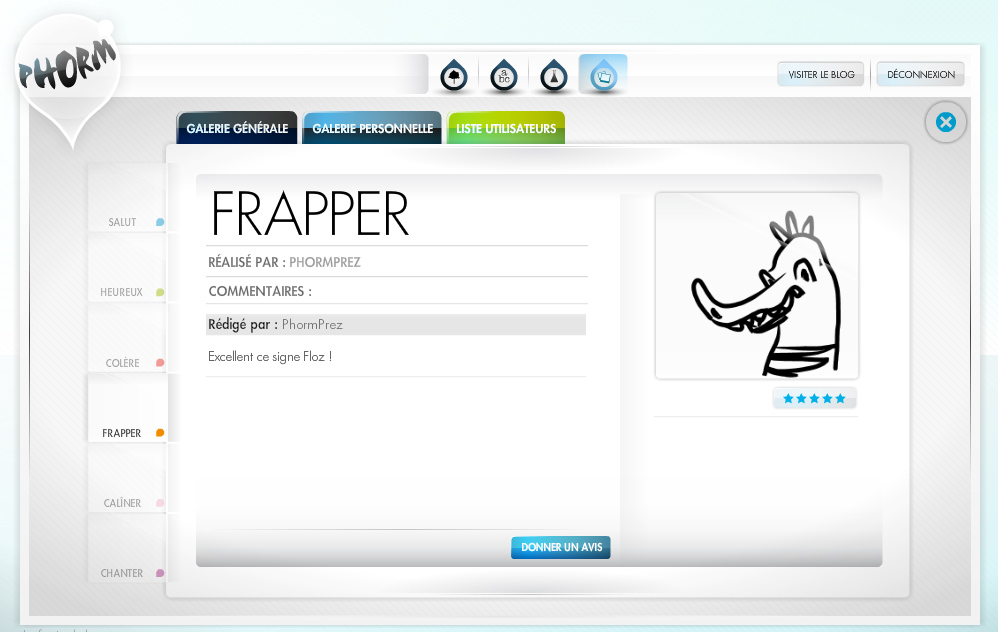 PHORM
a
bc
VISITER LE BLOG
DÉCONNEXION
GALERIE GÉNÉRALE
GALERIE PERSONNELLE
LISTE UTILISATEURS
SALUT
HEUREUX
COLÈRE
FRAPPER
CALÎNER
CHANTER
FRAPPER
RÉALISÉ PAR : PHORMPREZ
COMMENTAIRES :
Rédigé par : PhormPrez
Excellent ce signe Floz !
DONNER UN AVIS